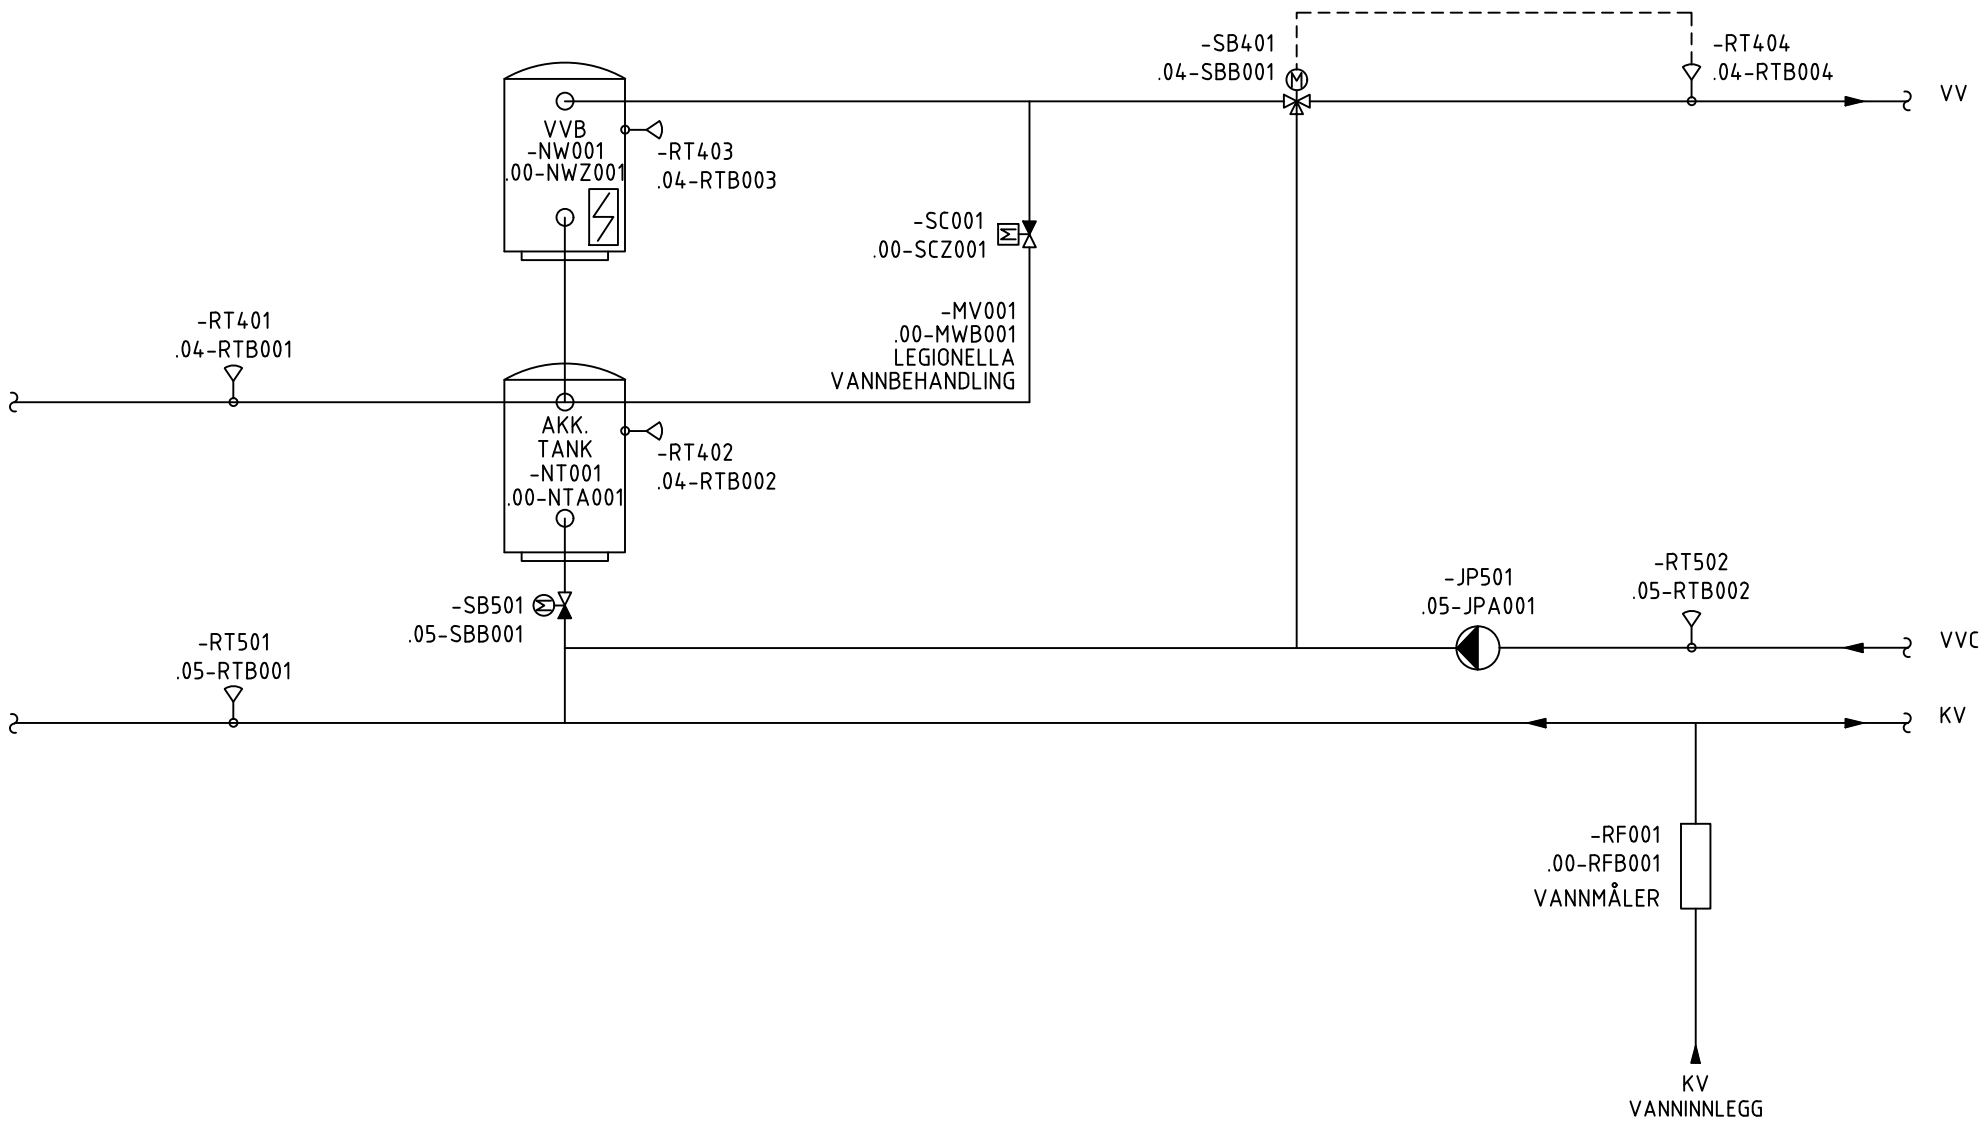 -SB401
.04-SBB001
M
-RT404
.04-RTB004
VV
VVB
-NW001
.00-NWZ001
-RT403
.04-RTB003
-SC001
.00-SCZ001
M
-MV001
.00-MWB001
LEGIONELLA
VANNBEHANDLING
-RT401
.04-RTB001
AKK.
TANK
-NT001
.00-NTA001
-RT402
.04-RTB002
-SB501
.05-SBB001
M
-JP501
.05-JPA001
-RT502
.05-RTB002
VVC
-RT501
.05-RTB001
KV
-RF001
.00-RFB001
VANNMÅLER
KV
VANNINNLEGG